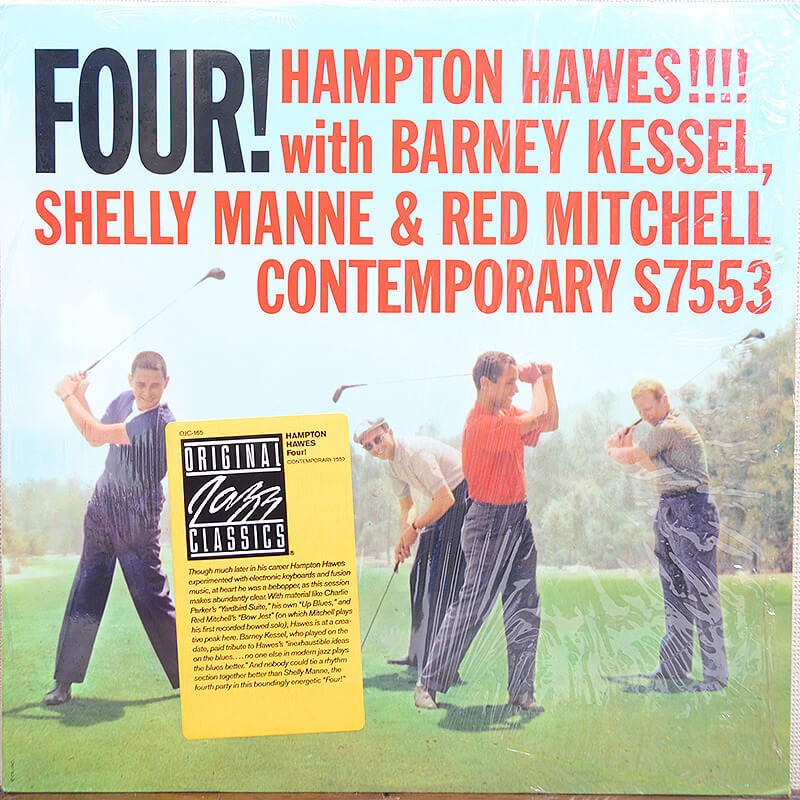 FOUR! HAMPTON HAWES!!!!
with BARNEY KESSEL,
SHELLY MANNE & RED MITCHELL
CONTEMPORARY S7553
OJC-165
HAMPTON
HAWES
Four!
CONTEMPORARY 7553
ORIGINAL
Jazz
CLASSICS®
Though much later in his career Hampton Hawes
experimented with electronic keyboards and fusion
music, at heart he was a bebopper, as this session
makes abundantly clear. With material like Charlie
Parker's "Yardbird Suite," his own "Up Blues," and
Red Mitchell's "Bow Jest" (on which Mitchell plays
his first recorded bowed solo), Hawes is at a crea-
tive peak here. Barney Kessel, who played on the
date, paid tribute to Hawes's "inexhaustible ideas
on the blues....no one else in modern jazz plays
the blues better." And nobody could tie a rhythm
section together better than Shelly Manne, the
fourth party in this boundingly energetic "Four!"